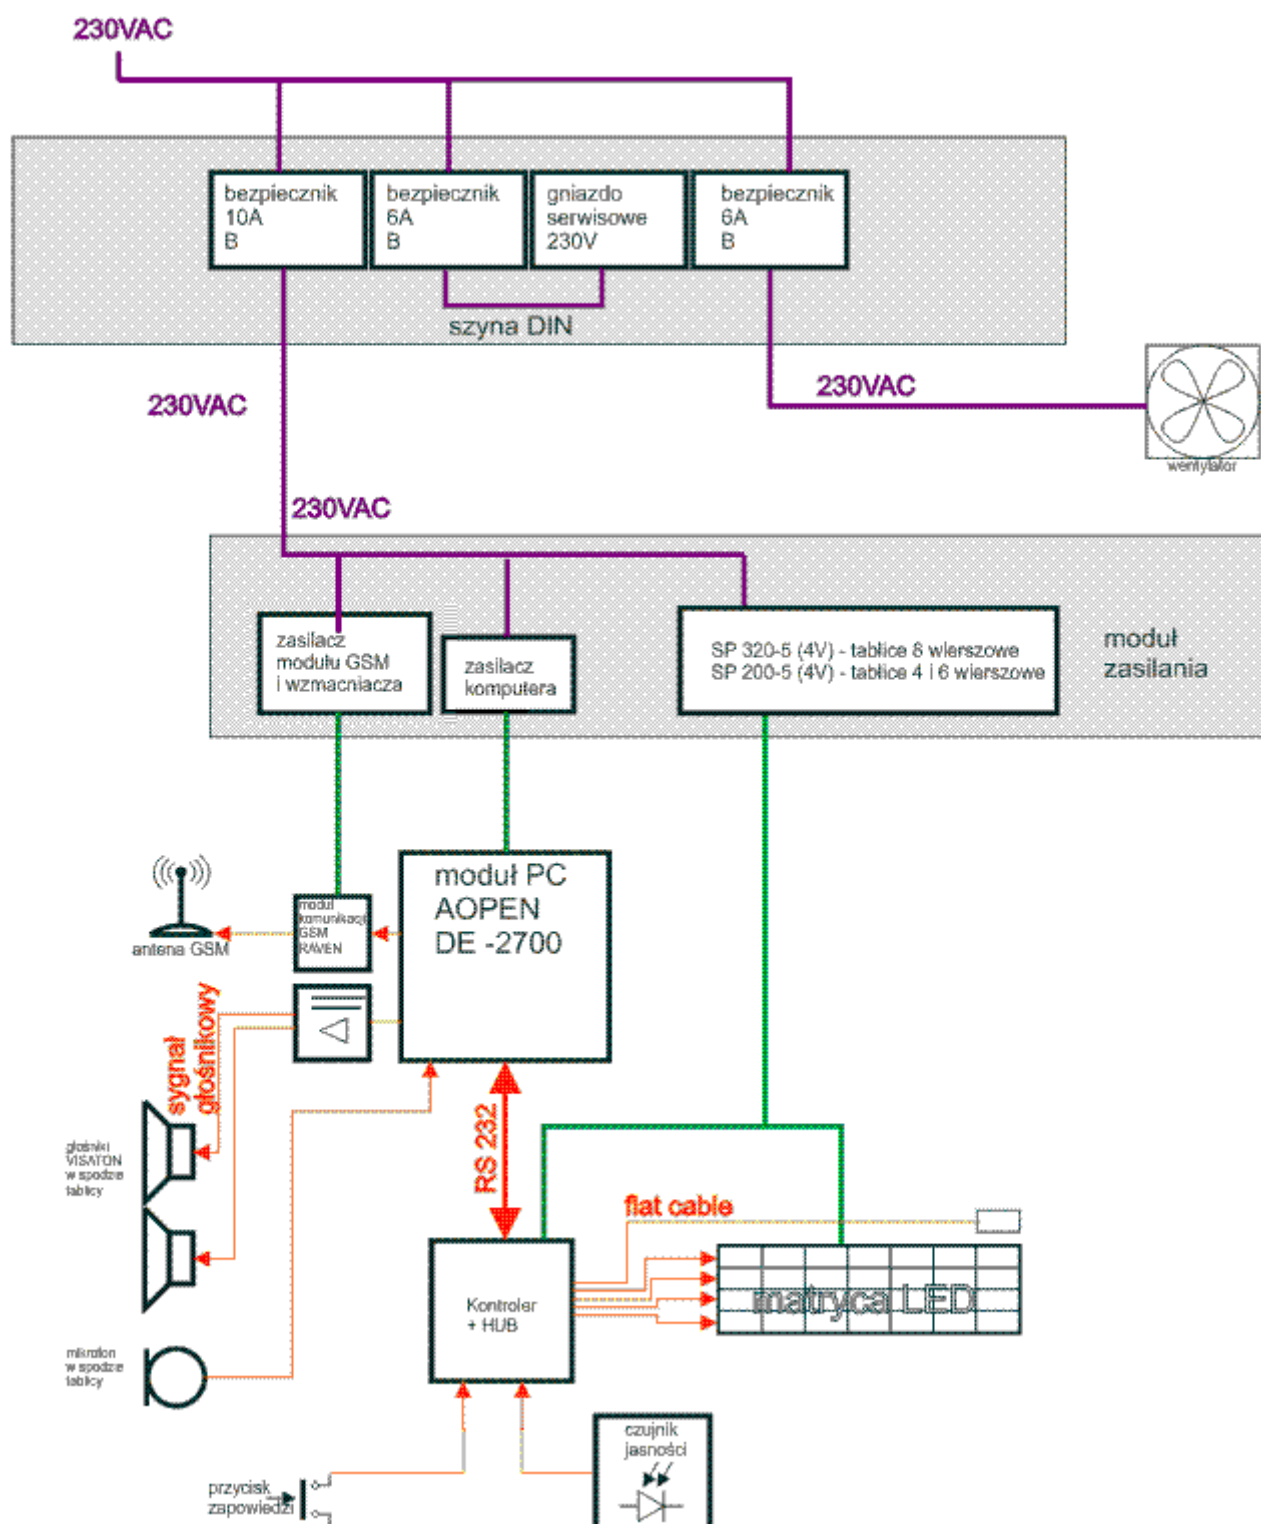 230VAC
bezpiecznik
10A
B
bezpiecznik
6A
B
gniazdo
serwisowe
230V
bezpiecznik
6A
B
szyna DIN
230VAC
230VAC
wentylator
230VAC
zasilacz
modułu GSM
i wzmacniacza
zasilacz
komputera
SP 320-5 (4V) - tablice 8 wierszowe
SP 200-5 (4V) - tablice 4 i 6 wierszowe
moduł
zasilania
moduł PC
AOPEN
DE -2700
moduł
komunikacji
GSM
RAVEN
antena GSM
sygnał
głośnikowy
głośniki
VISATON
w spodzie
tablicy
RS 232
flat cable
matryca LED
Kontroler
+ HUB
mikrofon
w spodzie
tablicy
czujnik
jasności
przycisk
zapowiedzi